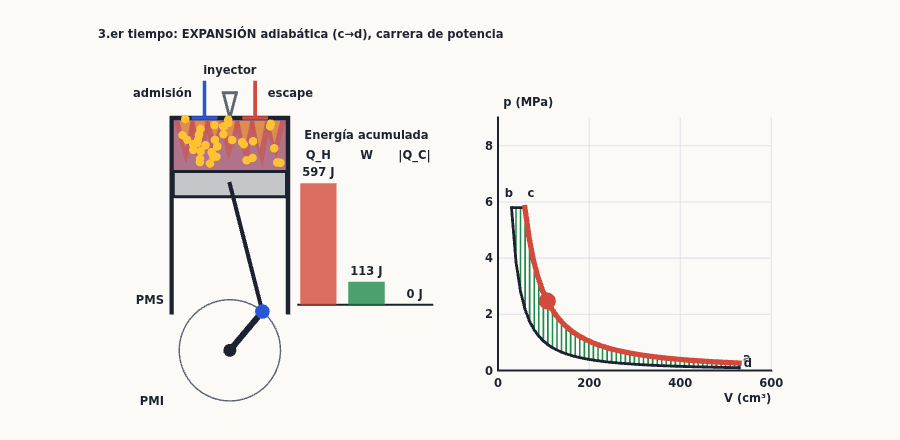 3.er tiempo: EXPANSIÓN adiabática (c→d), carrera de potencia
inyector
admisión
escape
Energía acumulada
Q_H W |Q_C|
597 J
113 J
0 J
PMS
PMI
p (MPa)
8
6
4
2
0
b c
d
0 200 400 600
V (cm³)